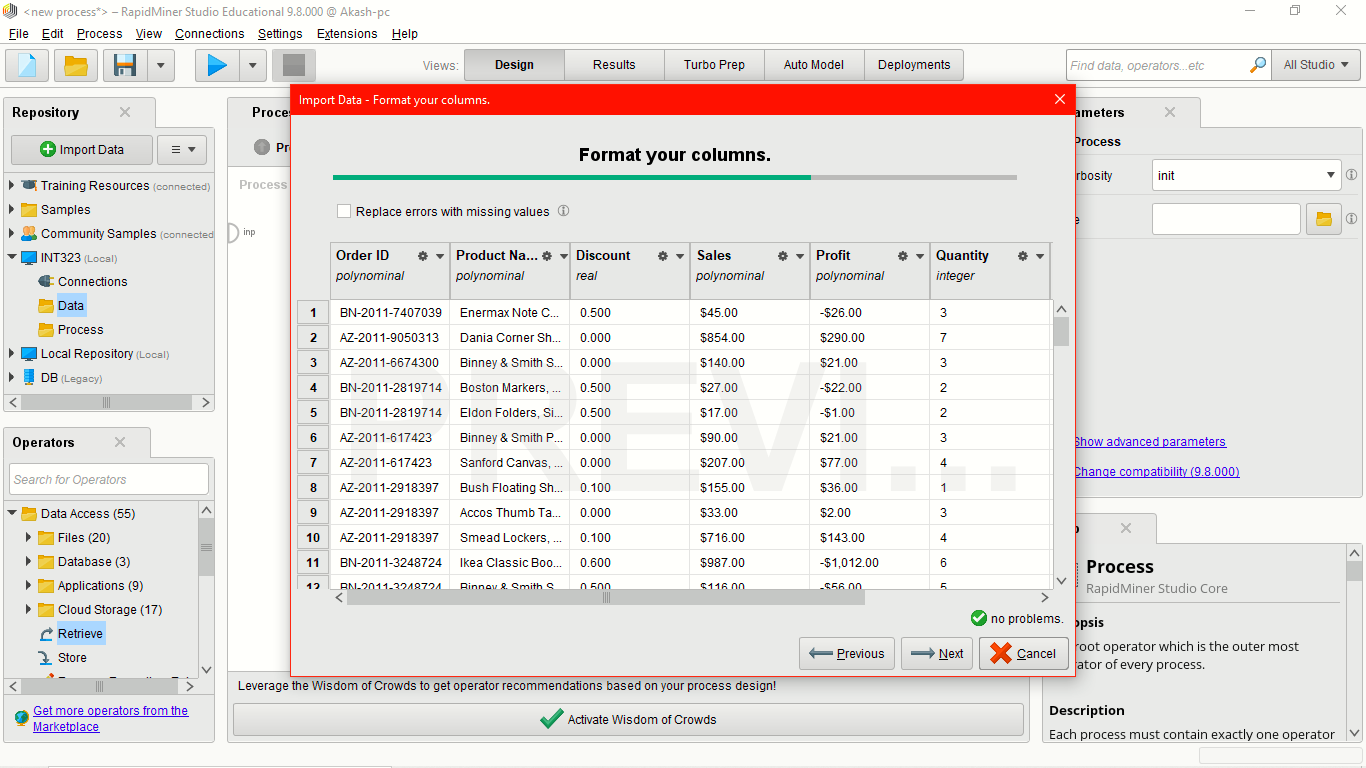 <new process*> – RapidMiner Studio Educational 9.8.000 @ Akash-pc
File Edit Process View Connections Settings Extensions Help
Views: Design Results Turbo Prep Auto Model Deployments
Find data, operators...etc
All Studio
Repository
Import Data
Training Resources (connected)
Samples
Community Samples (connected
INT323 (Local)
Connections
Data
Process
Local Repository (Local)
DB (Legacy)
Operators
Search for Operators
Data Access (55)
Files (20)
Database (3)
Applications (9)
Cloud Storage (17)
Retrieve
Store
Get more operators from the
Marketplace
Process
inp
Import Data - Format your columns.
Format your columns.
Replace errors with missing values
Order ID Product Na... Discount Sales Profit Quantity
polynominal polynominal real polynominal polynominal integer
1 BN-2011-7407039 Enermax Note C... 0.500 $45.00 -$26.00 3
2 AZ-2011-9050313 Dania Corner Sh... 0.000 $854.00 $290.00 7
3 AZ-2011-6674300 Binney & Smith S... 0.000 $140.00 $21.00 3
4 BN-2011-2819714 Boston Markers, ... 0.500 $27.00 -$22.00 2
5 BN-2011-2819714 Eldon Folders, Si... 0.500 $17.00 -$1.00 2
6 AZ-2011-617423 Binney & Smith P... 0.000 $90.00 $21.00 3
7 AZ-2011-617423 Sanford Canvas, ... 0.000 $207.00 $77.00 4
8 AZ-2011-2918397 Bush Floating Sh... 0.100 $155.00 $36.00 1
9 AZ-2011-2918397 Accos Thumb Ta... 0.000 $33.00 $2.00 3
10 AZ-2011-2918397 Smead Lockers, ... 0.100 $716.00 $143.00 4
11 BN-2011-3248724 Ikea Classic Boo... 0.600 $987.00 -$1,012.00 6
12 BN-2011-3248724 Binney & Smith S... 0.500 $116.00 -$56.00 5
PREVI...
no problems.
Previous Next Cancel
Leverage the Wisdom of Crowds to get operator recommendations based on your process design!
Activate Wisdom of Crowds
ameters
Process
rbosity init
e
Show advanced parameters
Change compatibility (9.8.000)
p
Process
RapidMiner Studio Core
opsis
root operator which is the outer most
rator of every process.
Description
Each process must contain exactly one operator